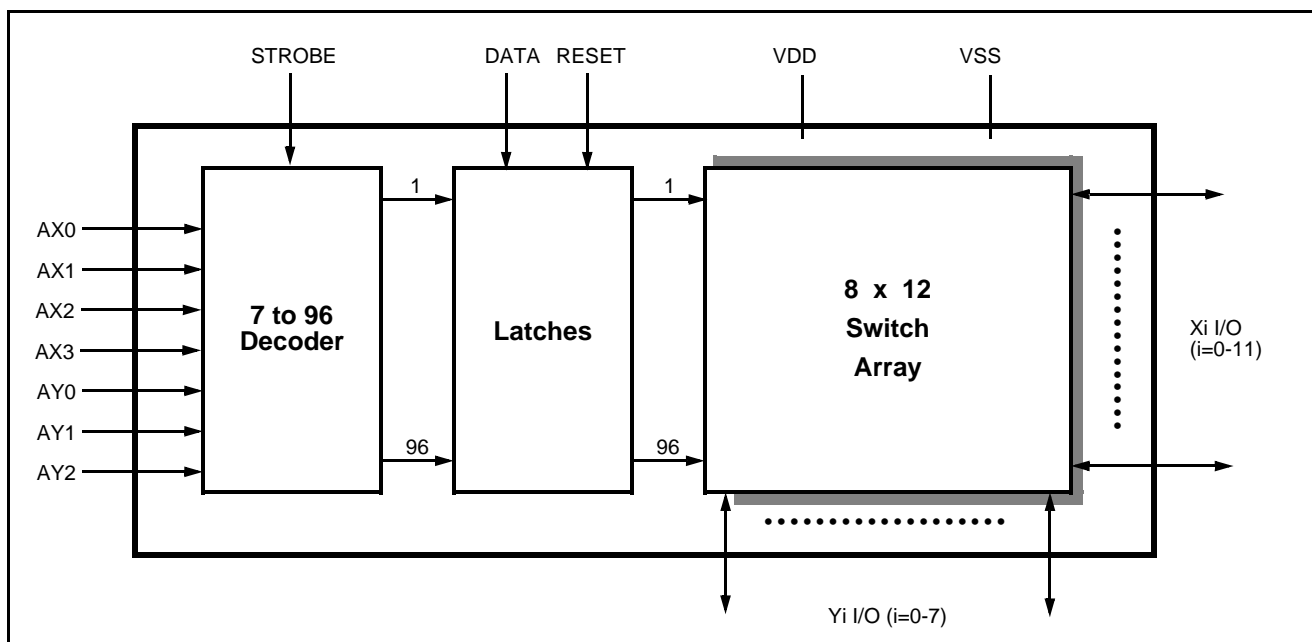 STROBE
DATA
RESET
VDD
VSS
AX0
AX1
AX2
AX3
AY0
AY1
AY2
7 to 96
Decoder
1
96
Latches
1
96
8 x 12
Switch
Array
Xi I/O
(i=0-11)
Yi I/O (i=0-7)